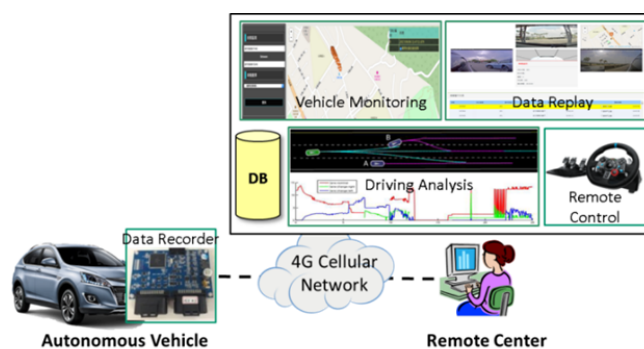 Vehicle Monitoring
Data Replay
DB
B
A
Driving Analysis
Remote
Control
Data Recorder
4G Cellular
Network
Autonomous Vehicle
Remote Center